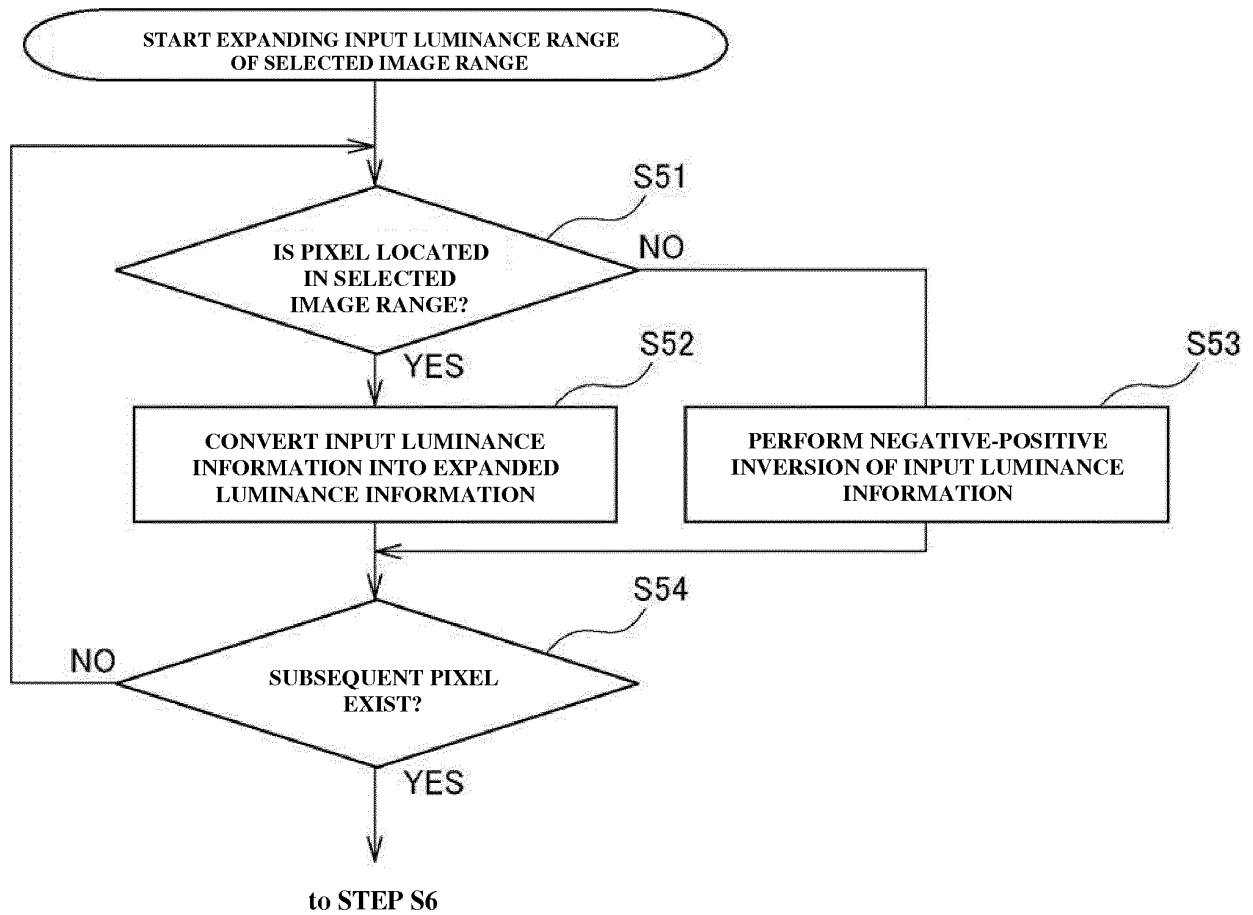 START EXPANDING INPUT LUMINANCE RANGE
OF SELECTED IMAGE RANGE
S51
IS PIXEL LOCATED
IN SELECTED
IMAGE RANGE?
NO
YES
S52
S53
CONVERT INPUT LUMINANCE
INFORMATION INTO EXPANDED
LUMINANCE INFORMATION
PERFORM NEGATIVE-POSITIVE
INVERSION OF INPUT LUMINANCE
INFORMATION
S54
NO
SUBSEQUENT PIXEL
EXIST?
YES
to STEP S6